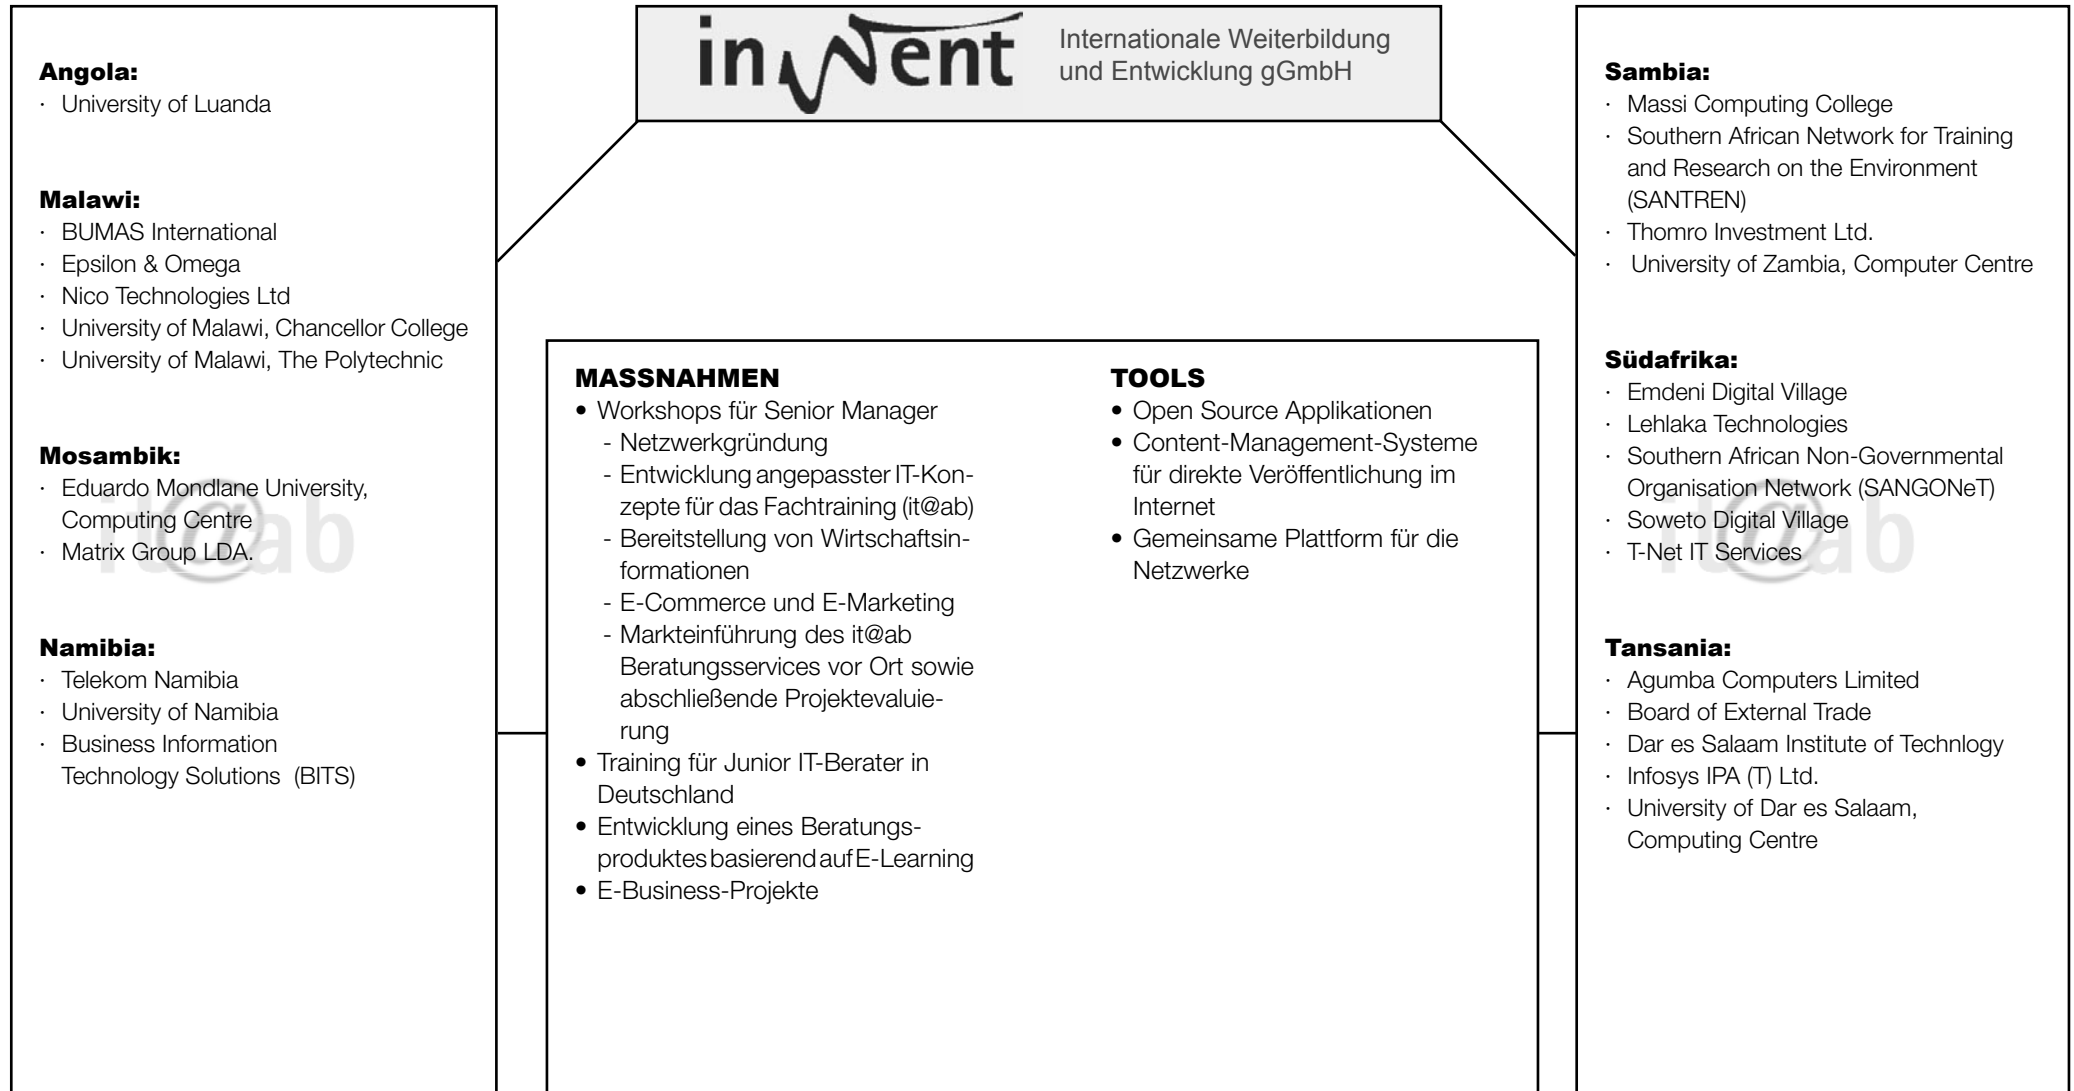 Angola:
· University of Luanda
Malawi:
· BUMAS International
· Epsilon & Omega
· Nico Technologies Ltd
· University of Malawi, Chancellor College
· University of Malawi, The Polytechnic
Mosambik:
· Eduardo Mondlane University,
Computing Centre
· Matrix Group LDA.
it@ab
Namibia:
· Telekom Namibia
· University of Namibia
· Business Information
Technology Solutions (BITS)
inWent
Internationale Weiterbildung
und Entwicklung gGmbH
MASSNAHMEN
• Workshops für Senior Manager
- Netzwerkgründung
- Entwicklung angepasster IT-Kon-
zepte für das Fachtraining (it@ab)
- Bereitstellung von Wirtschaftsin-
formationen
- E-Commerce und E-Marketing
- Markteinführung des it@ab
Beratungsservices vor Ort sowie
abschließende Projektevaluie-
rung
• Training für Junior IT-Berater in
Deutschland
• Entwicklung eines Beratungs-
produktes basierend auf E-Learning
• E-Business-Projekte
TOOLS
• Open Source Applikationen
• Content-Management-Systeme
für direkte Veröffentlichung im
Internet
• Gemeinsame Plattform für die
Netzwerke
Sambia:
· Massi Computing College
· Southern African Network for Training
and Research on the Environment
(SANTREN)
· Thomro Investment Ltd.
· University of Zambia, Computer Centre
Südafrika:
· Emdeni Digital Village
· Lehlaka Technologies
· Southern African Non-Governmental
Organisation Network (SANGONeT)
· Soweto Digital Village
· T-Net IT Services
it@ab
Tansania:
· Agumba Computers Limited
· Board of External Trade
· Dar es Salaam Institute of Technlogy
· Infosys IPA (T) Ltd.
· University of Dar es Salaam,
Computing Centre